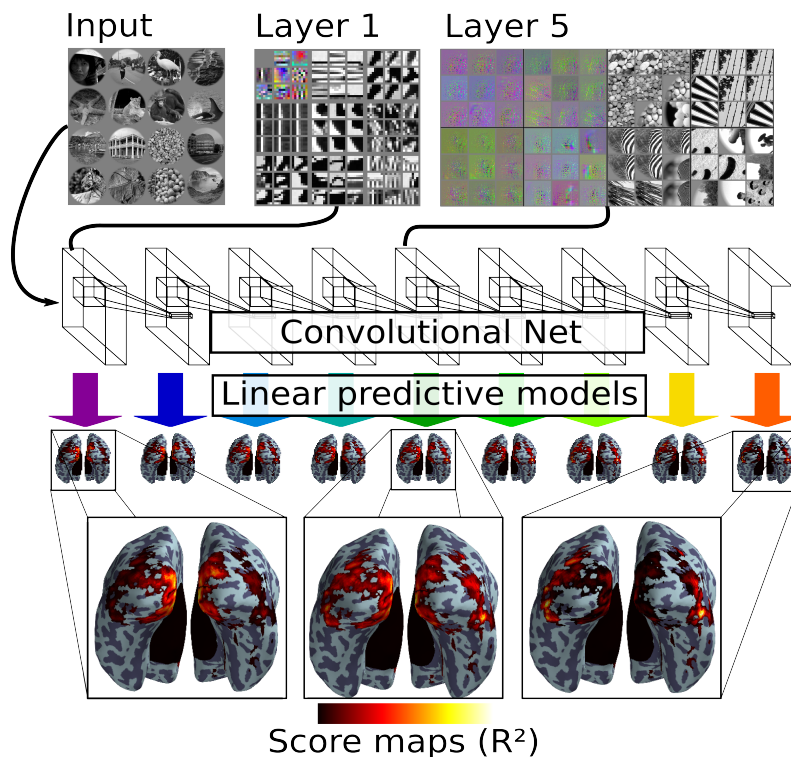 Input
Layer 1
Layer 5
Convolutional Net
Linear predictive models
Score maps (R²)